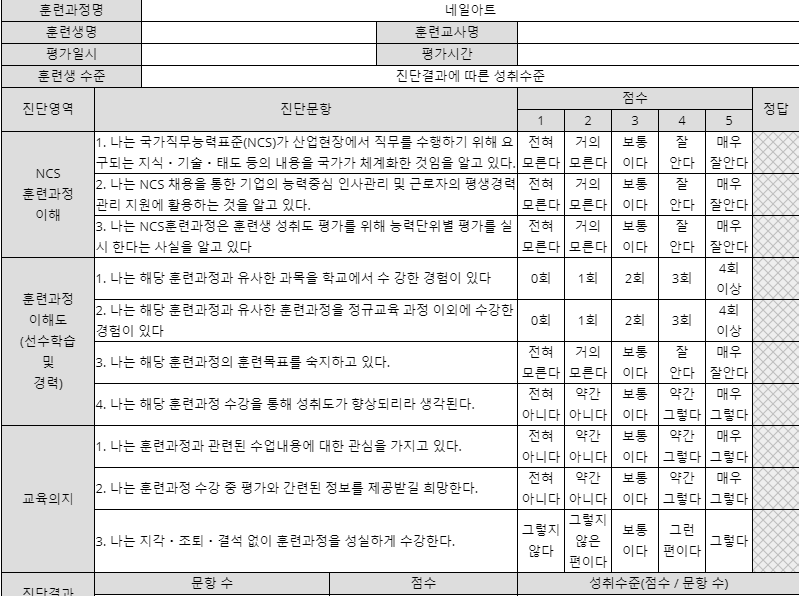 훈련과정명 네일아트
훈련생명 훈련교사명
평가일시 평가시간
훈련생 수준 진단결과에 따른 성취수준
진단영역 진단문항 점수 정답
1 2 3 4 5
NCS
훈련과정
이해
1. 나는 국가직무능력표준(NCS)가 산업현장에서 직무를 수행하기 위해 요
구되는 지식・기술・태도 등의 내용을 국가가 체계화한 것임을 알고 있다.
전혀 거의 보통 잘 매우
모른다 모른다 이다 안다 잘안다
2. 나는 NCS 채용을 통한 기업의 능력중심 인사관리 및 근로자의 평생경력
관리 지원에 활용하는 것을 알고 있다.
전혀 거의 보통 잘 매우
모른다 모른다 이다 안다 잘안다
3. 나는 NCS훈련과정은 훈련생 성취도 평가를 위해 능력단위별 평가를 실
시 한다는 사실을 알고 있다
전혀 거의 보통 잘 매우
모른다 모른다 이다 안다 잘안다
훈련과정
이해도
(선수학습
및
경력)
1. 나는 해당 훈련과정과 유사한 과목을 학교에서 수 강한 경험이 있다
0회 1회 2회 3회 4회
이상
2. 나는 해당 훈련과정과 유사한 훈련과정을 정규교육 과정 이외에 수강한
경험이 있다
0회 1회 2회 3회 4회
이상
3. 나는 해당 훈련과정의 훈련목표를 숙지하고 있다.
전혀 거의 보통 잘 매우
모른다 모른다 이다 안다 잘안다
4. 나는 해당 훈련과정 수강을 통해 성취도가 향상되리라 생각된다.
전혀 약간 보통 약간 매우
아니다 아니다 이다 그렇다 그렇다
교육의지
1. 나는 훈련과정과 관련된 수업내용에 대한 관심을 가지고 있다.
전혀 약간 보통 약간 매우
아니다 아니다 이다 그렇다 그렇다
2. 나는 훈련과정 수강 중 평가와 간련된 정보를 제공받길 희망한다.
전혀 약간 보통 약간 매우
아니다 아니다 이다 그렇다 그렇다
3. 나는 지각・조퇴・결석 없이 훈련과정을 성실하게 수강한다.
그렇지 그렇지 보통 그런 그렇다
않다 않은 이다 편이다
편이다
진단결과 문항 수 점수 성취수준(점수 / 문항 수)